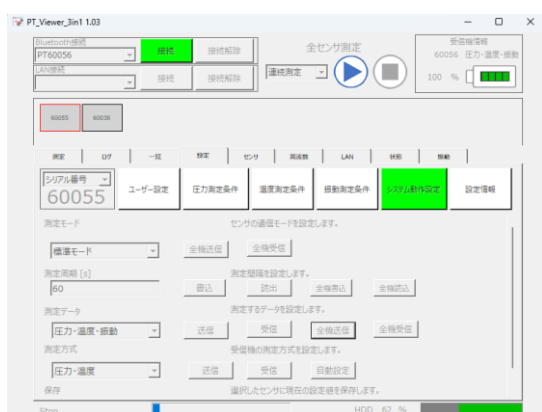 PT_Viewer_3in1 1.03
Bluetooth接続
PT60056 接続 接続解除
LAN接続
接続 接続解除
全センサ測定
連続測定
受信機情報
60056 圧力・温度・振動
100 %
60055 60036
測定 ログ 一覧 設定 センサ 周波数 LAN 状態 振動
シリアル番号
60055
ユーザー設定 圧力測定条件 温度測定条件 振動測定条件 システム動作設定 設定情報
測定モード センサの通信モードを設定します。
標準モード 全機送信 全機受信
測定周期 [s] 測定間隔を設定します。
60 書込 読出 全機書込 全機読込
測定データ 測定するデータを設定します。
圧力・温度・振動 送信 受信 全機送信 全機受信
測定方式 受信機の測定方式を設定します。
圧力・温度 送信 受信 自動設定
保存 選択したセンサに現在の設定値を保存します。
Stop HDD 62 %